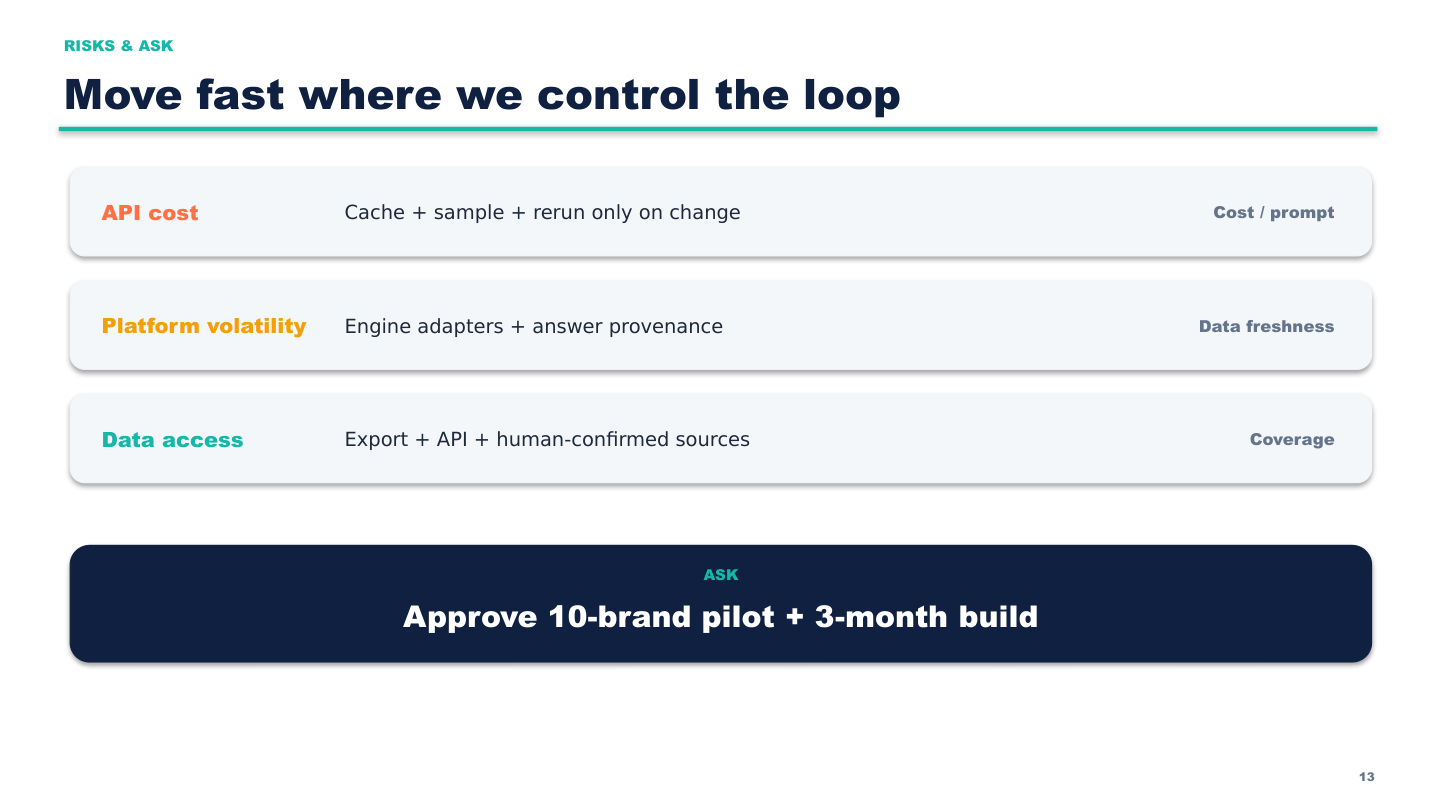 RISKS & ASK
Move fast where we control the loop
API cost
Cache + sample + rerun only on change
Cost / prompt
Platform volatility
Engine adapters + answer provenance
Data freshness
Data access
Export + API + human-confirmed sources
Coverage
ASK
Approve 10-brand pilot + 3-month build
13